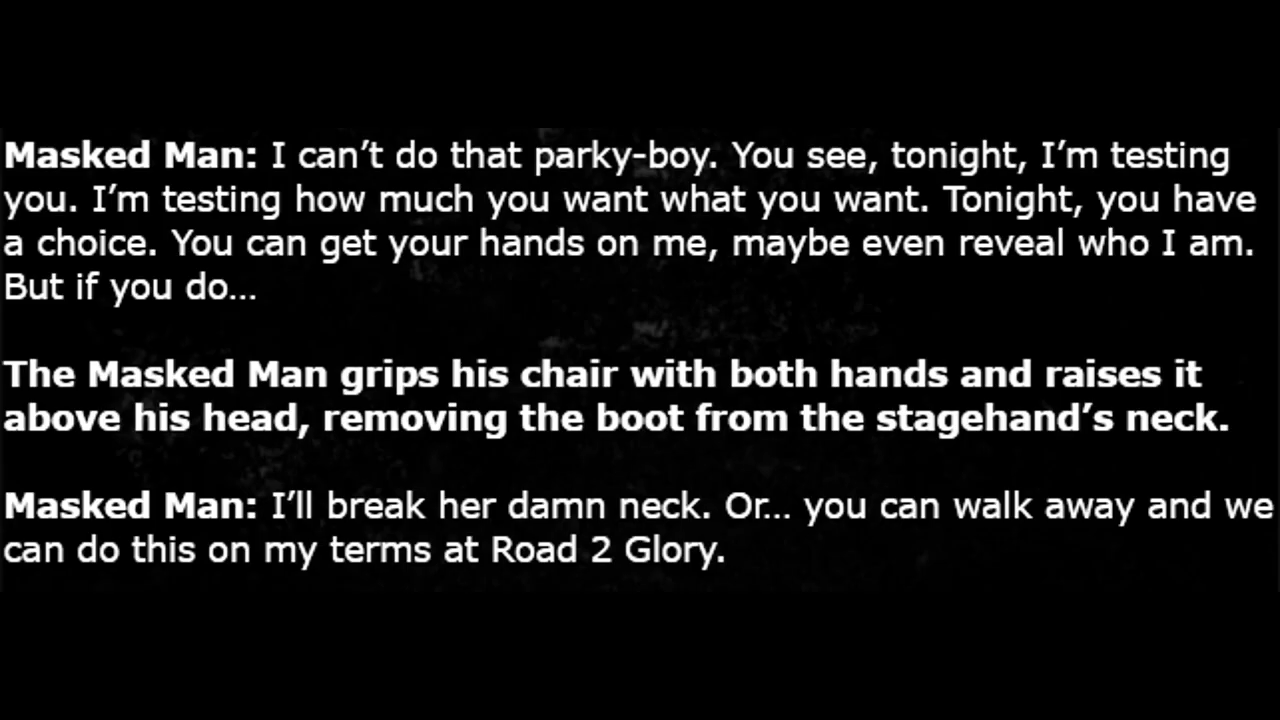 Masked Man: I can’t do that parky-boy. You see, tonight, I’m testing
you. I’m testing how much you want what you want. Tonight, you have
a choice. You can get your hands on me, maybe even reveal who I am.
But if you do…
The Masked Man grips his chair with both hands and raises it
above his head, removing the boot from the stagehand’s neck.
Masked Man: I’ll break her damn neck. Or… you can walk away and we
can do this on my terms at Road 2 Glory.